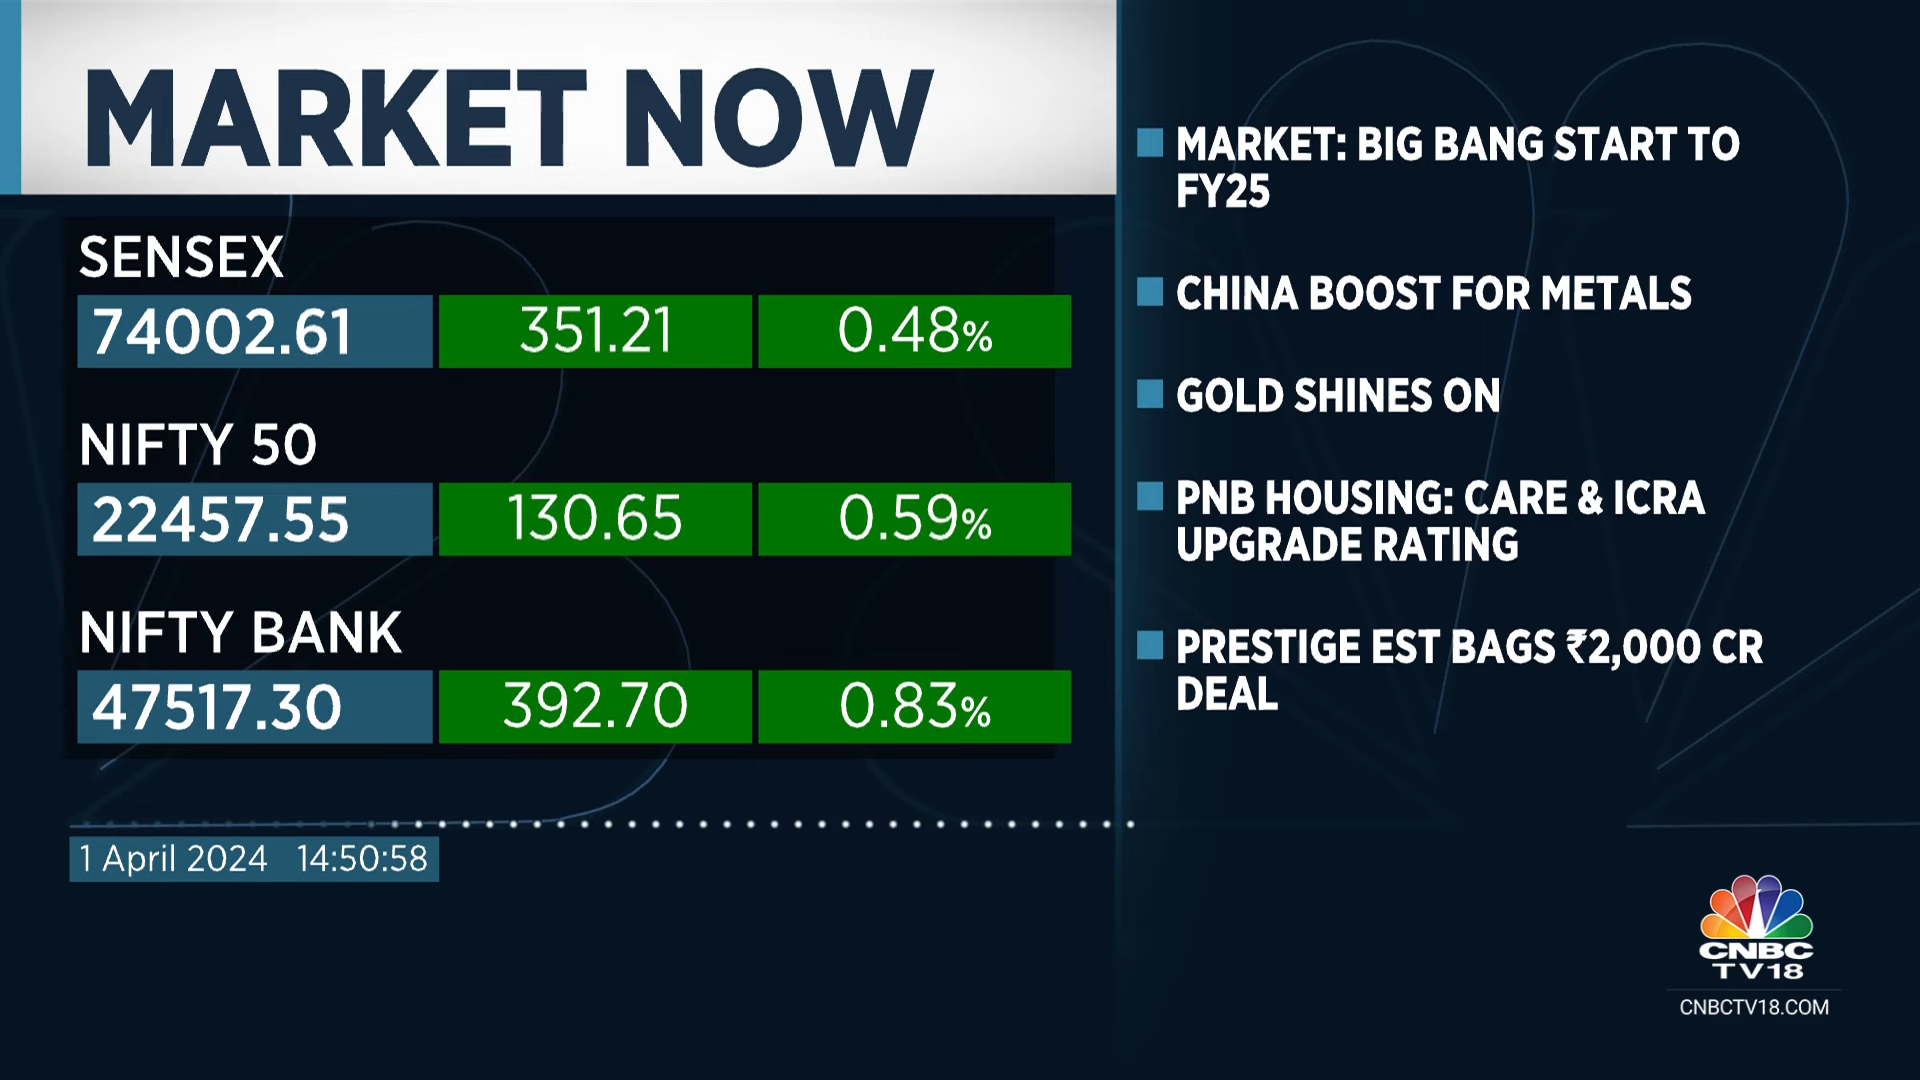 MARKET NOW
SENSEX
74002.61 351.21 0.48%
NIFTY 50
22457.55 130.65 0.59%
NIFTY BANK
47517.30 392.70 0.83%
1 April 2024 14:50:58
MARKET: BIG BANG START TO
FY25
CHINA BOOST FOR METALS
GOLD SHINES ON
PNB HOUSING: CARE & ICRA
UPGRADE RATING
PRESTIGE EST BAGS ₹2,000 CR
DEAL
CNBC
TV18
CNBCTV18.COM